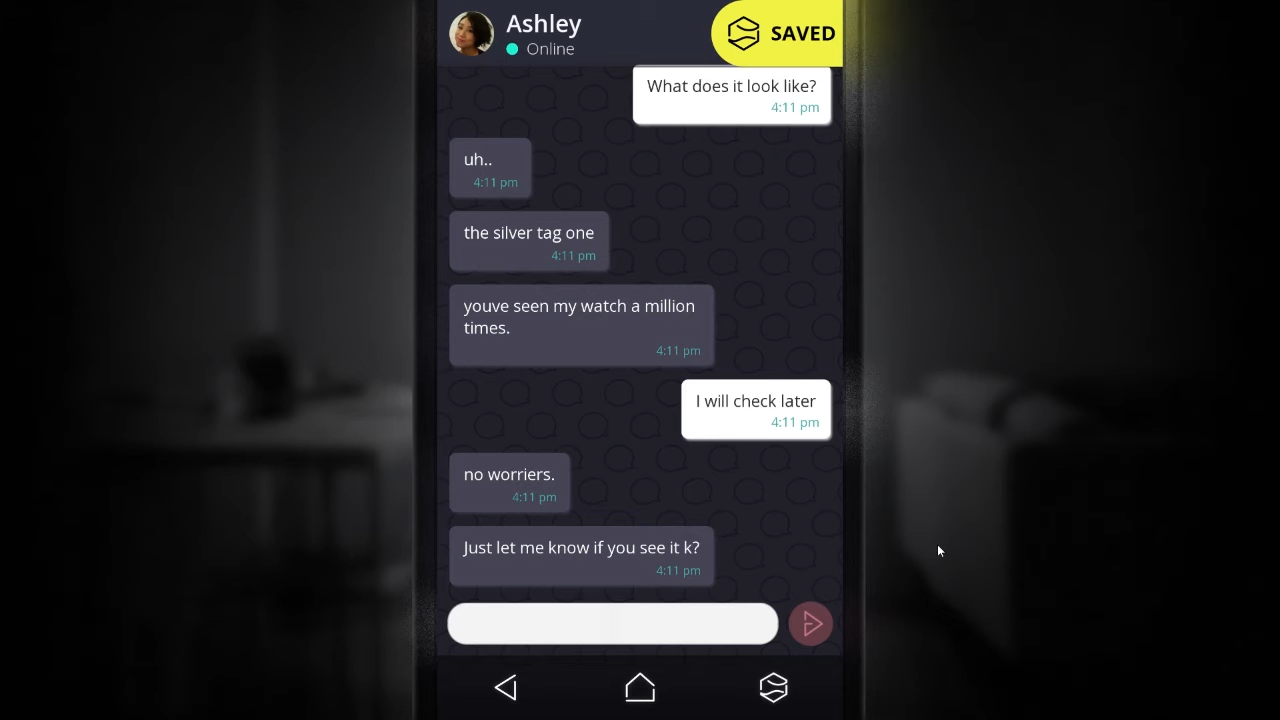 Ashley
Online
SAVED
What does it look like?
4:11 pm
uh..
4:11 pm
the silver tag one
4:11 pm
youve seen my watch a million
times.
4:11 pm
I will check later
4:11 pm
no worriers.
4:11 pm
Just let me know if you see it k?
4:11 pm